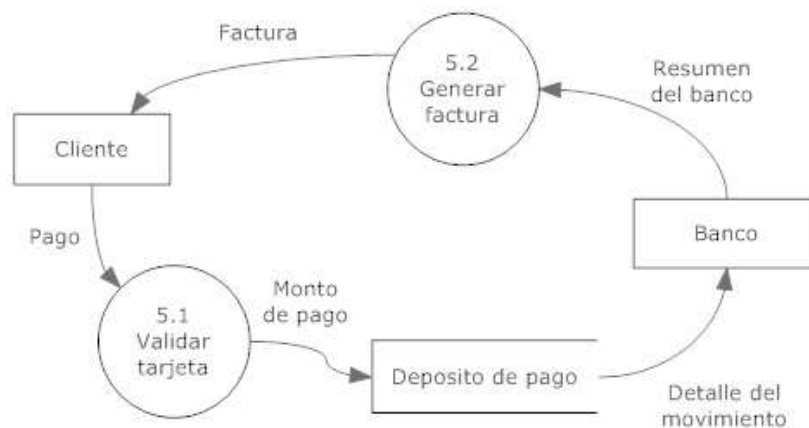 Factura
5.2
Generar
factura
Resumen
del banco
Cliente
Pago
Banco
5.1
Validar
tarjeta
Monto
de pago
Deposito de pago
Detalle del
movimiento